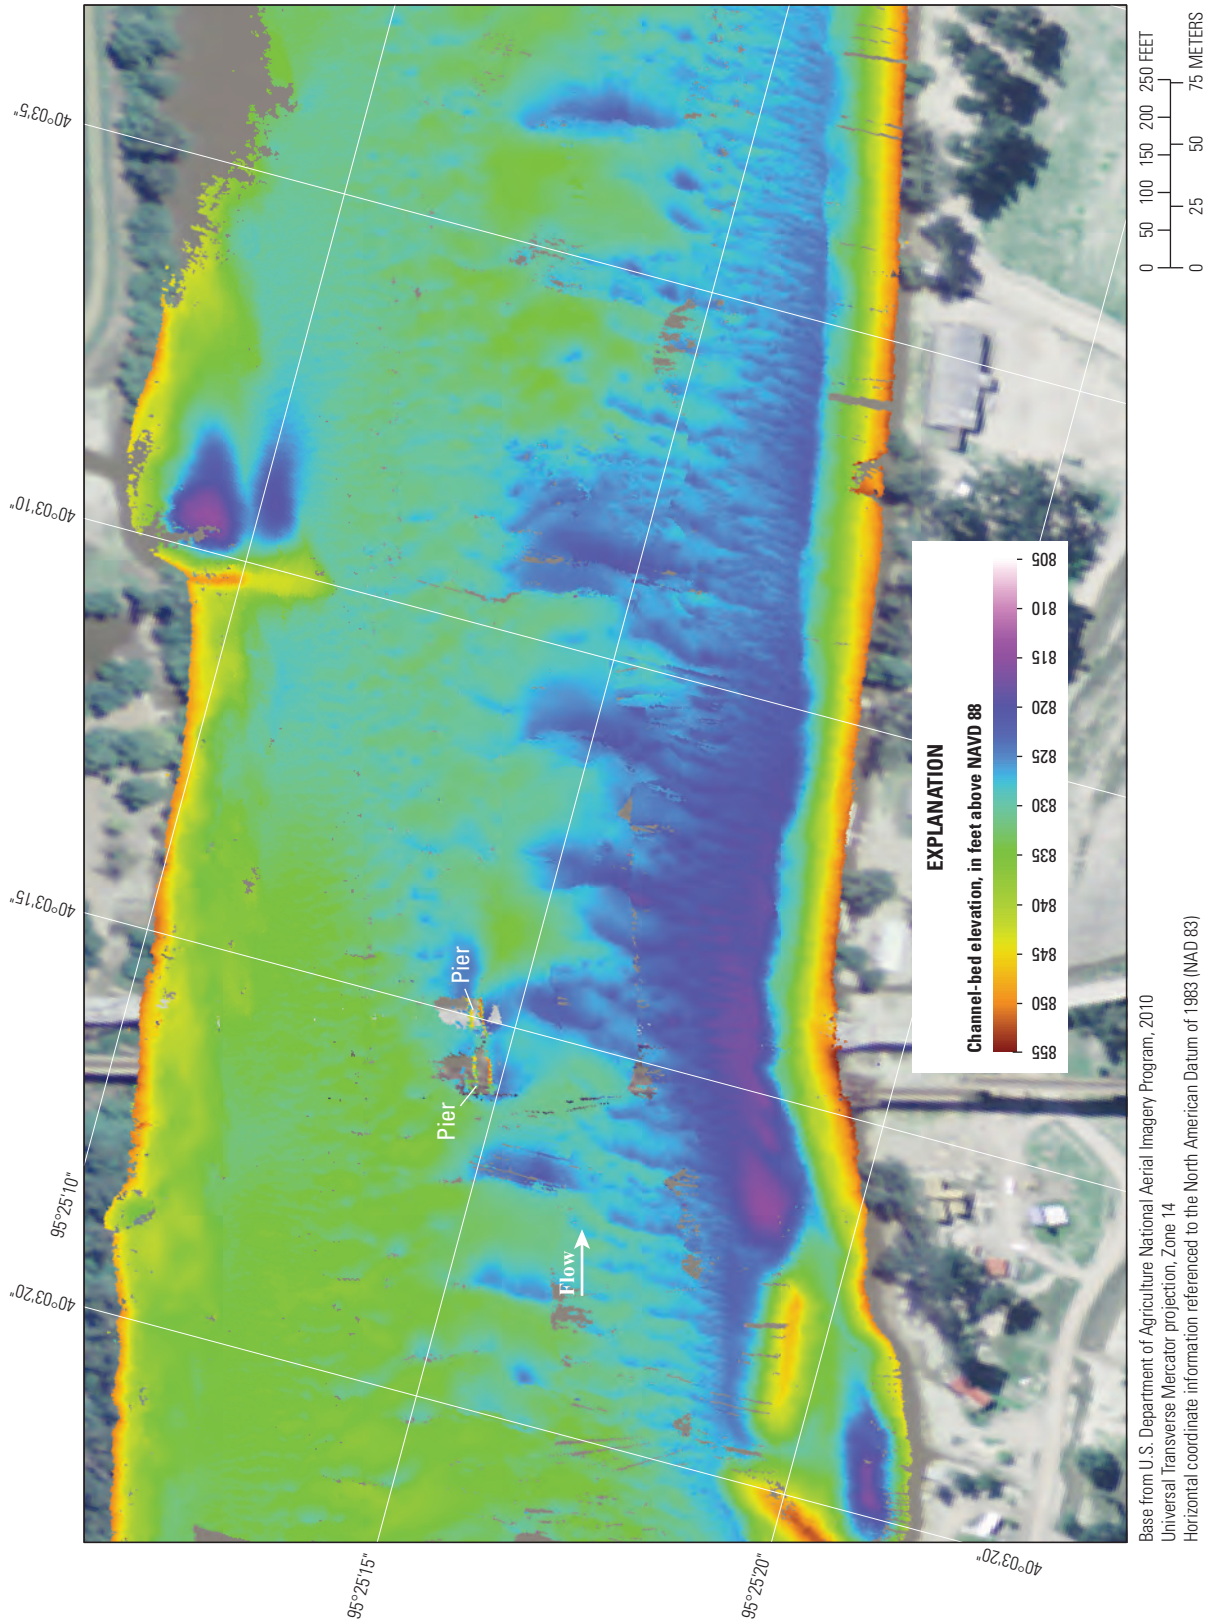 40°03'5"
40°03'10"
40°03'15"
95°25'10"
40°03'20"
95°25'15"
95°25'20"
40°03'20"
Pier
Pier
Flow
EXPLANATION
Channel-bed elevation, in feet above NAVD 88
855 850 845 840 835 830 825 820 815 810 805
0 50 100 150 200 250 FEET
0 25 50 75 METERS
Base from U.S. Department of Agriculture National Aerial Imagery Program, 2010
Universal Transverse Mercator projection, Zone 14
Horizontal coordinate information referenced to the North American Datum of 1983 (NAD 83)